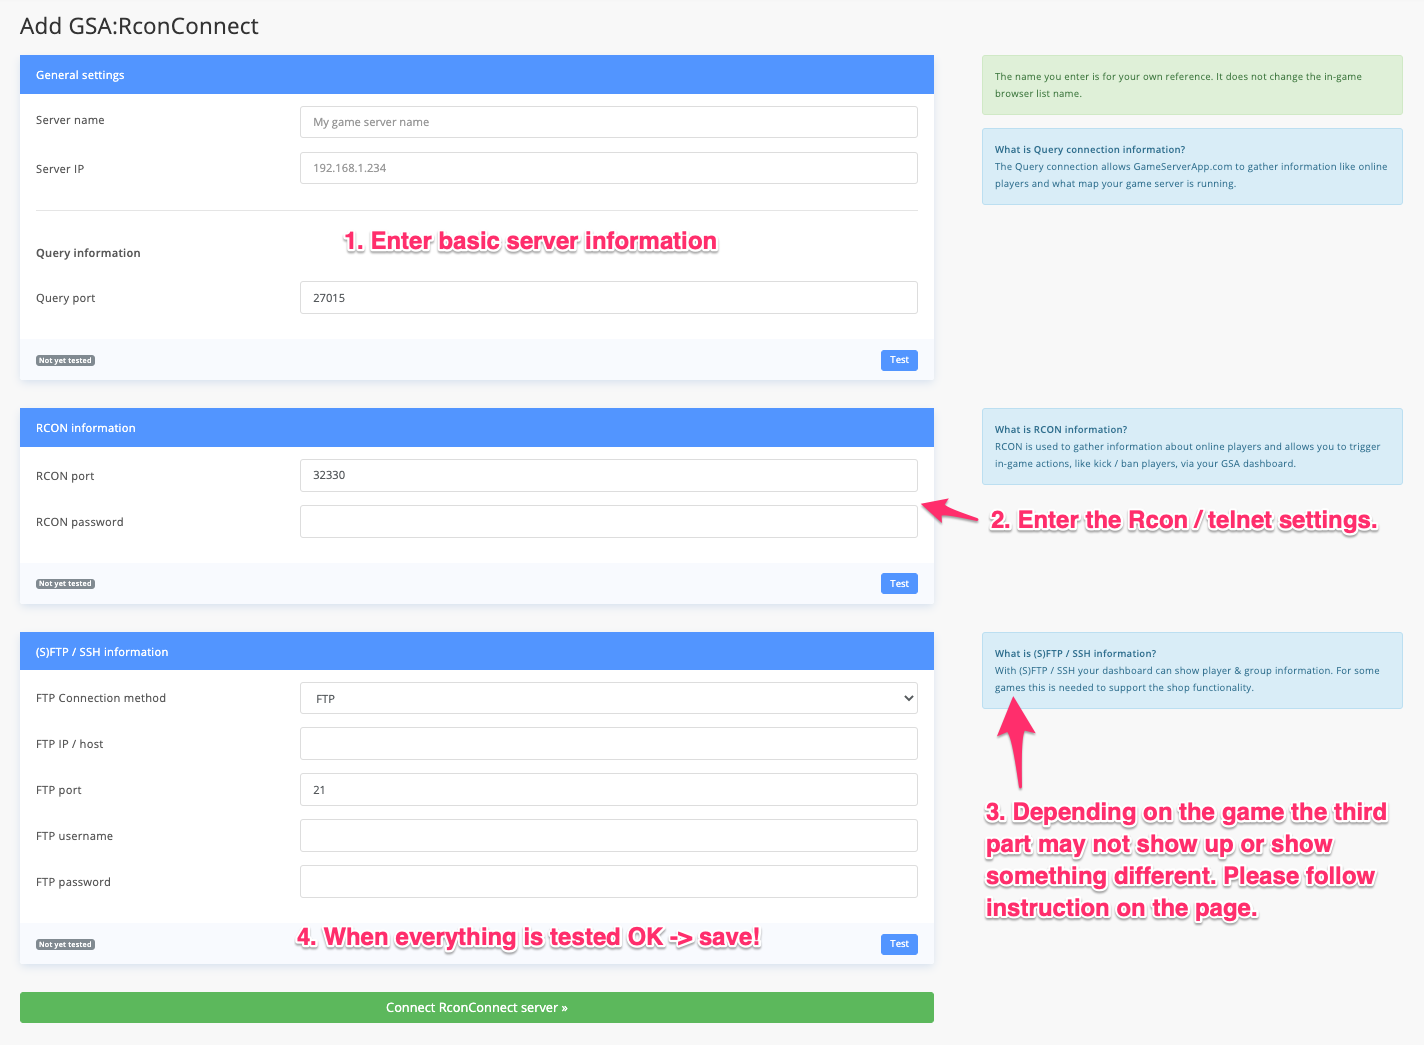 Add GSA:RconConnect
General settings
The name you enter is for your own reference. It does not change the in-game
browser list name.
Server name
My game server name
What is Query connection information?
The Query connection allows GameServerApp.com to gather information like online
players and what map your game server is running.
Server IP
192.168.1.234
1. Enter basic server information
Query information
Query port
27015
Not yet tested
Test
RCON information
What is RCON information?
RCON is used to gather information about online players and allows you to trigger
in-game actions, like kick / ban players, via your GSA dashboard.
RCON port
32330
RCON password
2. Enter the Rcon / telnet settings.
Not yet tested
Test
(S)FTP / SSH information
What is (S)FTP / SSH information?
With (S)FTP / SSH your dashboard can show player & group information. For some
games this is needed to support the shop functionality.
FTP Connection method
FTP
FTP IP / host
FTP port
21
FTP username
FTP password
3. Depending on the game the third
part may not show up or show
something different. Please follow
instruction on the page.
Not yet tested
4. When everything is tested OK -> save!
Test
Connect RconConnect server »